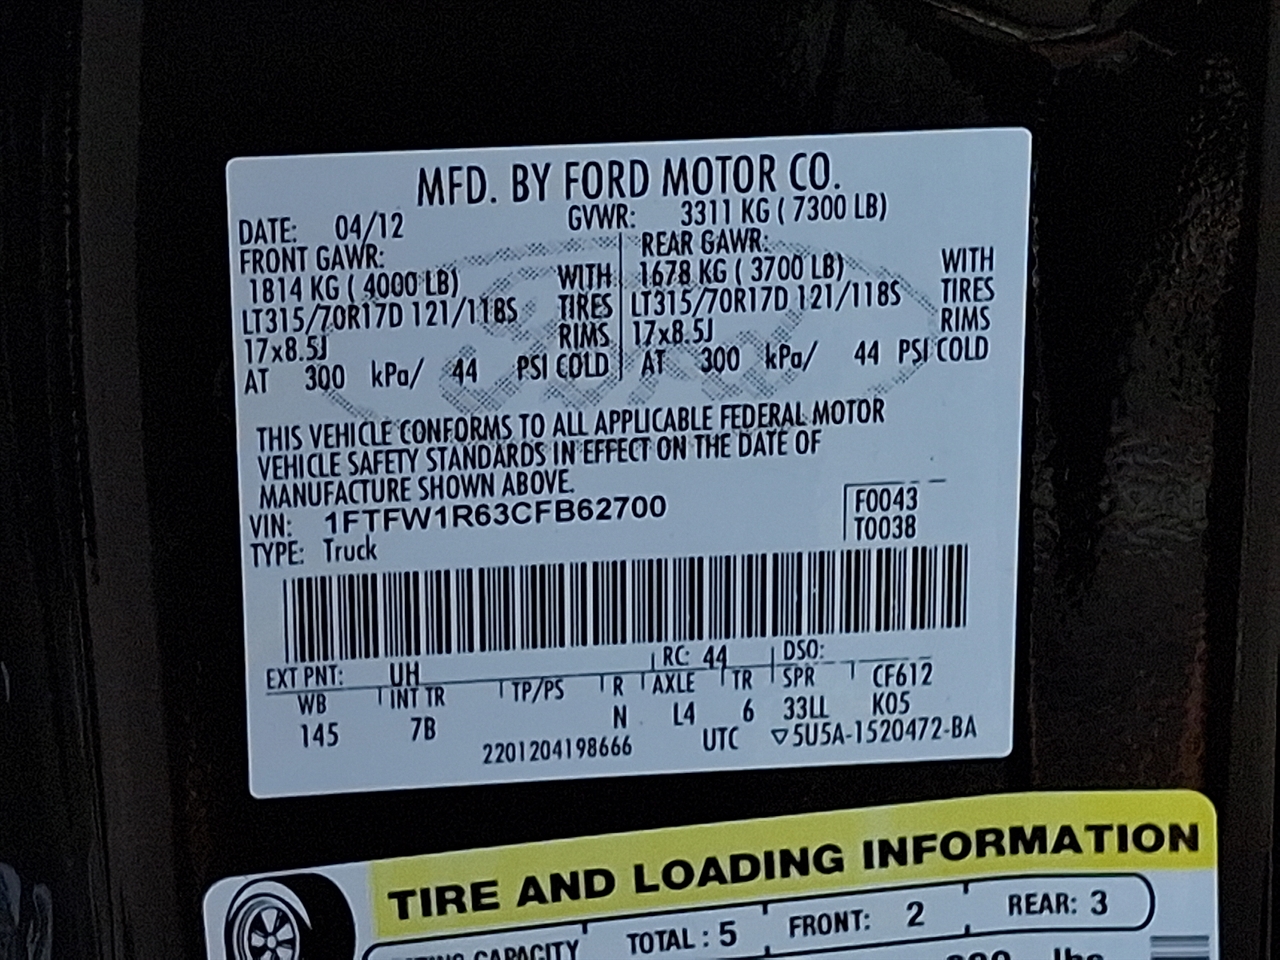 MFD. BY FORD MOTOR CO.
DATE: 04/12 GVWR: 3311 KG ( 7300 LB)
FRONT GAWR: REAR GAWR:
1814 KG ( 4000 LB) WITH 1678 KG ( 3700 LB) WITH
LT315/70R17D 121/118S TIRES LT315/70R17D 121/118S TIRES
17x8.5J RIMS 17x8.5J RIMS
AT 300 kPa/ 44 PSI COLD AT 300 kPa/ 44 PSI COLD
THIS VEHICLE CONFORMS TO ALL APPLICABLE FEDERAL MOTOR
VEHICLE SAFETY STANDARDS IN EFFECT ON THE DATE OF
MANUFACTURE SHOWN ABOVE.
VIN: 1FTFW1R63CFB62700 F0043
TYPE: Truck T0038
EXT PNT: UH RC: 44 DSO:
WB INT TR TP/PS R AXLE TR SPR CF612
145 7B N L4 6 33LL K05
2201204198666 UTC ▽5U5A-1520472-BA
TIRE AND LOADING INFORMATION
CAPACITY TOTAL : 5 FRONT: 2 REAR: 3
lbs